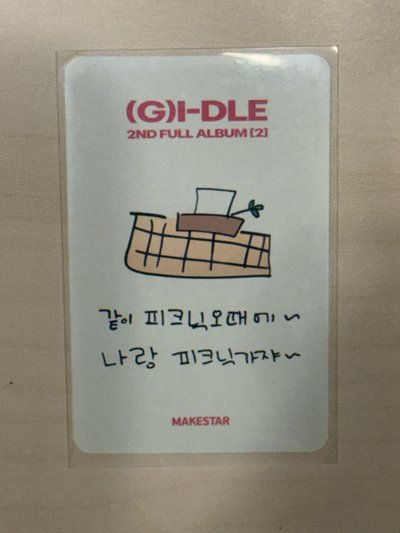 (G)I-DLE
2ND FULL ALBUM [2]
같이 피크닉오때에~
나랑 피크닉가쟈~
MAKESTAR